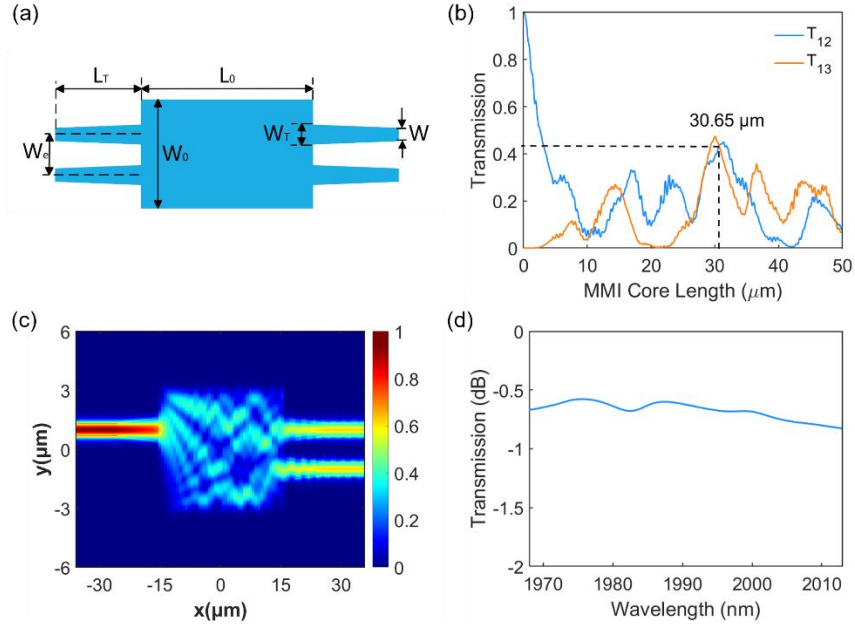 (a)
L_T
L_0
W_e
W_0
W_T
W
(b)
1
0.8
0.6
0.4
0.2
0
Transmission
T_12
T_13
30.65 μm
0 10 20 30 40 50
MMI Core Length (μm)
(c)
6
3
0
-3
-6
y(μm)
-30 -15 0 15 30
x(μm)
1
0.8
0.6
0.4
0.2
0
(d)
0
-0.5
-1
-1.5
-2
Transmission (dB)
1970 1980 1990 2000 2010
Wavelength (nm)